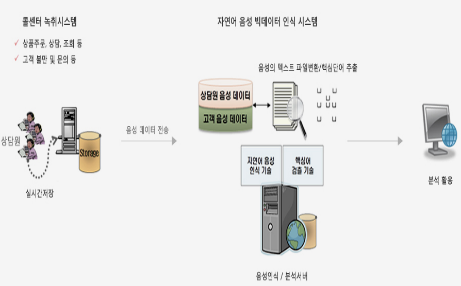 콜센터 녹취시스템
✓ 상품주문, 상담, 조회 등
✓ 고객 불만 및 문의 등
상담원
Storage
실시간저장
음성 데이터 전송
자연어 음성 빅데이터 인식 시스템
음성의 텍스트 파일변환/핵심단어 추출
상담원 음성 데이터
고객 음성 데이터
자연어 음성
인식 기술
핵심어
검출 기술
음성인식 / 분석서버
분석 활용